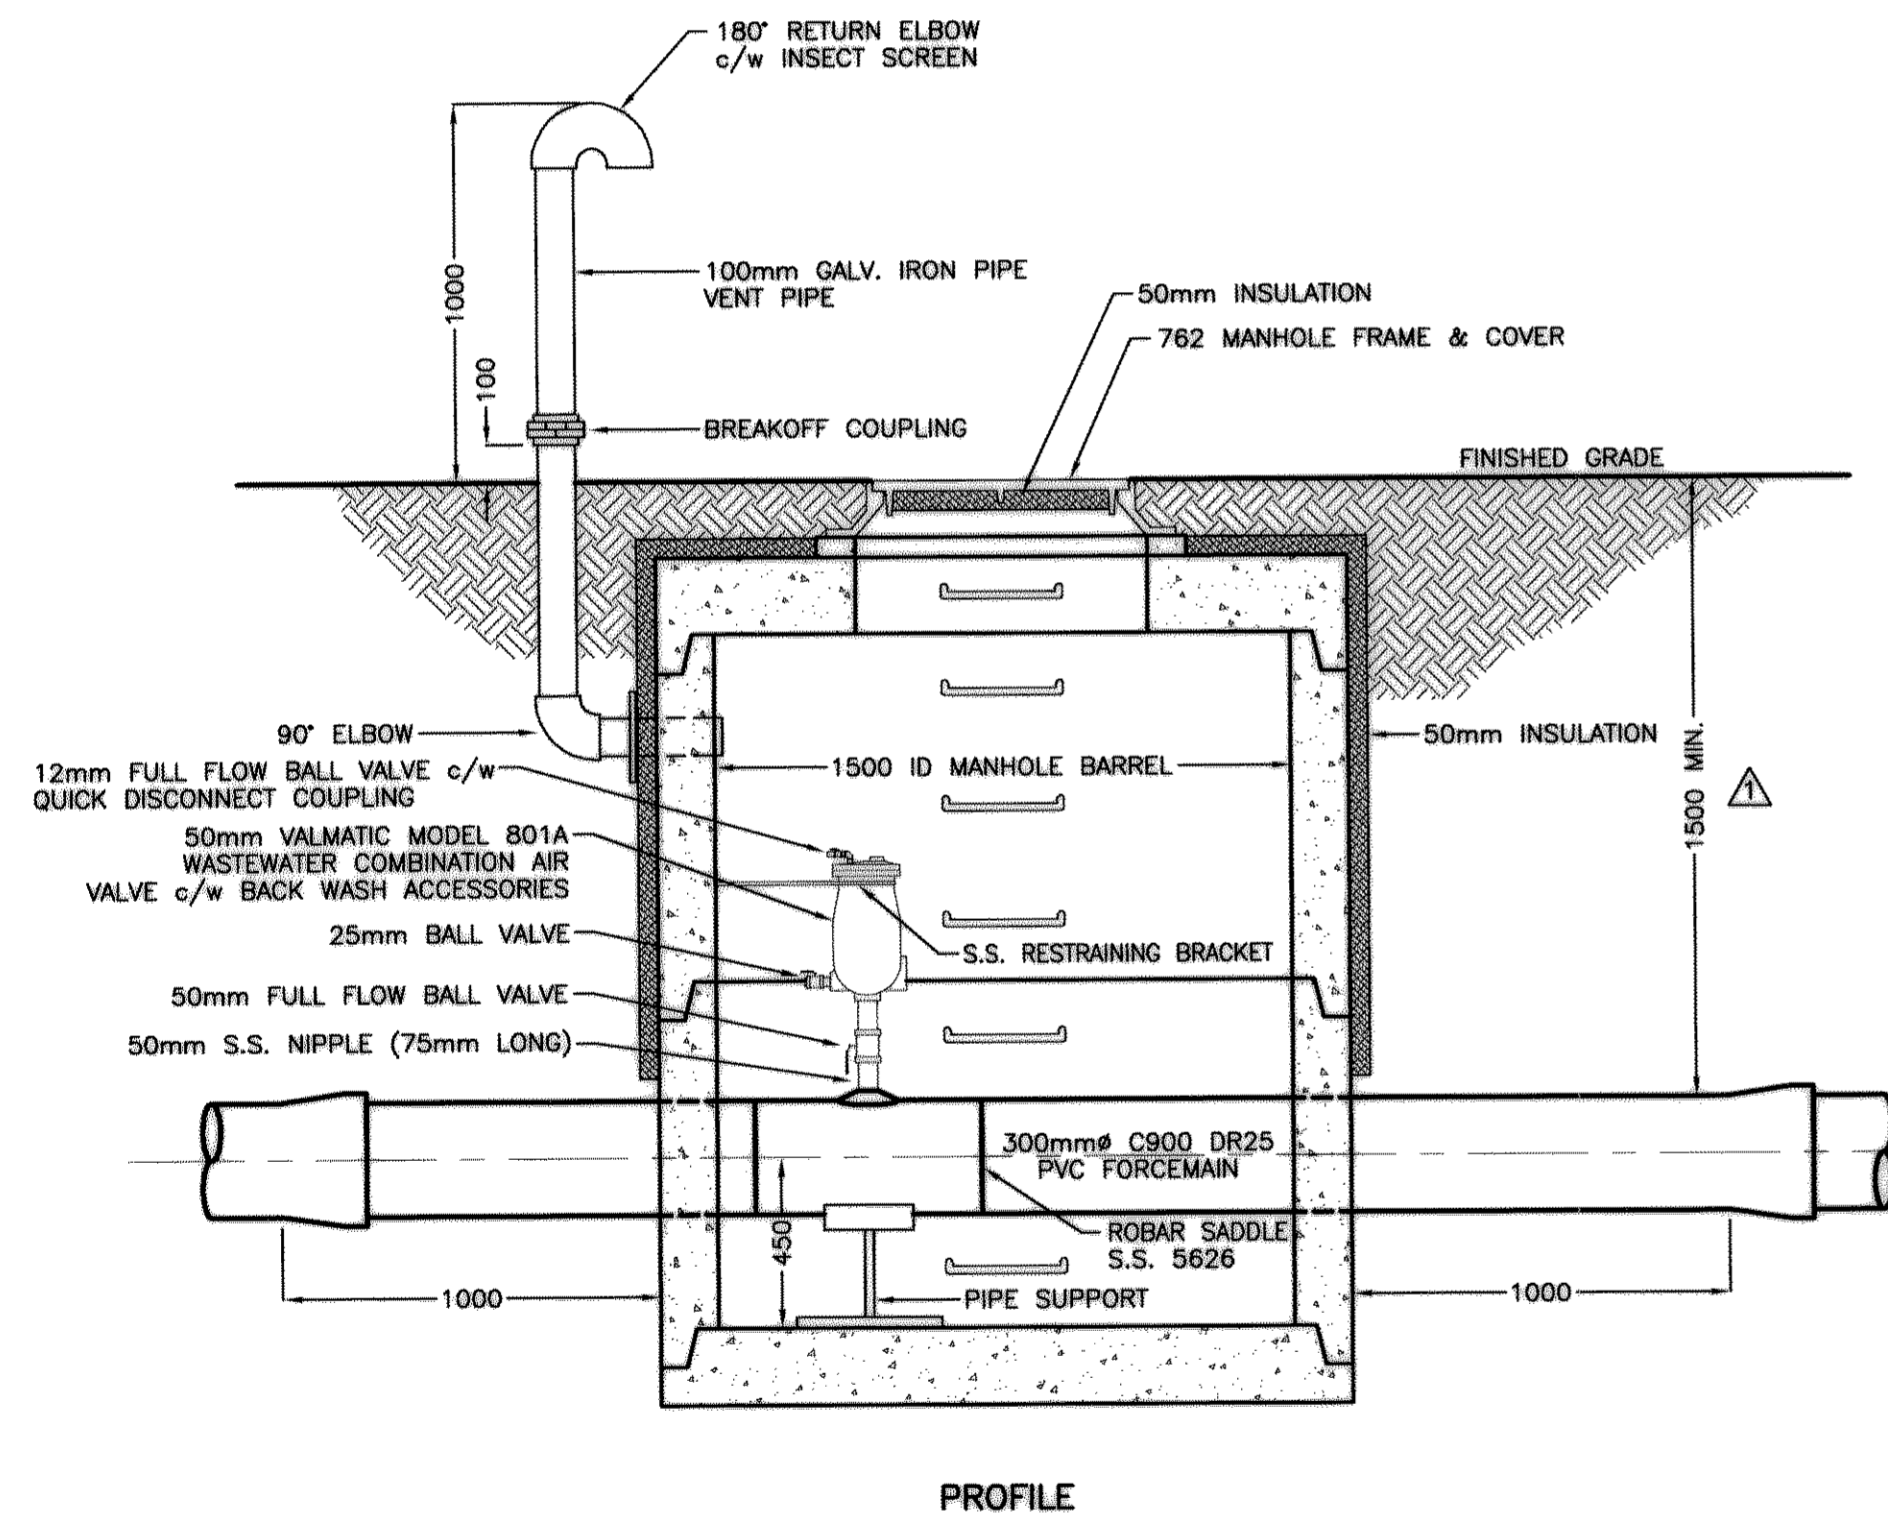 180° RETURN ELBOW
c/w INSECT SCREEN
1000
100mm GALV. IRON PIPE
VENT PIPE
50mm INSULATION
762 MANHOLE FRAME & COVER
100
BREAKOFF COUPLING
FINISHED GRADE
90° ELBOW
50mm INSULATION
12mm FULL FLOW BALL VALVE c/w
QUICK DISCONNECT COUPLING
1500 ID MANHOLE BARREL
1500 MIN.
1
50mm VALMATIC MODEL 801A
WASTEWATER COMBINATION AIR
VALVE c/w BACK WASH ACCESSORIES
25mm BALL VALVE
S.S. RESTRAINING BRACKET
50mm FULL FLOW BALL VALVE
50mm S.S. NIPPLE (75mm LONG)
300mmø C900 DR25
PVC FORCEMAIN
450
ROBAR SADDLE
S.S. 5626
1000
PIPE SUPPORT
1000
PROFILE